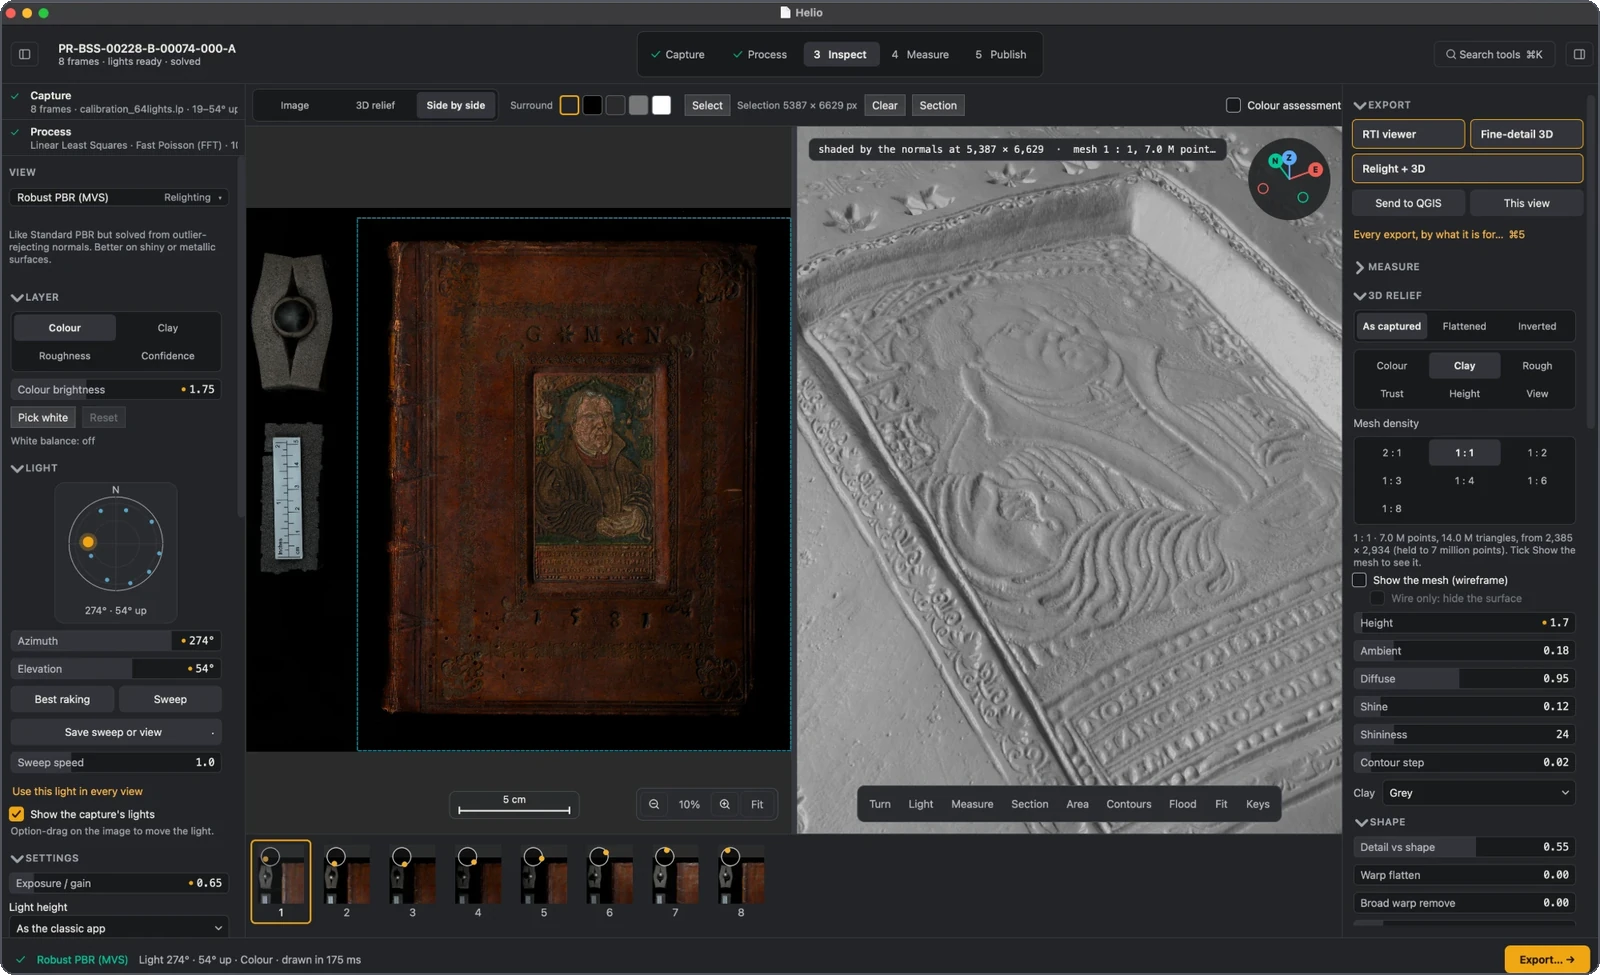 Helio
PR-BSS-00228-B-00074-000-A
8 frames · lights ready · solved
Capture
Process
3 Inspect
4 Measure
5 Publish
Search tools ⌘K
Capture
8 frames · calibration_64lights.lp · 19–54° up
Process
Linear Least Squares · Fast Poisson (FFT) · 1(
VIEW
Robust PBR (MVS) Relighting
Like Standard PBR but solved from outlier-
rejecting normals. Better on shiny or metallic
surfaces.
LAYER
Colour Clay
Roughness Confidence
Colour brightness 1.75
Pick white Reset
White balance: off
LIGHT
N
274° · 54° up
Azimuth 274°
Elevation 54°
Best raking Sweep
Save sweep or view
Sweep speed 1.0
Use this light in every view
Show the capture's lights
Option-drag on the image to move the light.
SETTINGS
Exposure / gain 0.65
Light height
As the classic app
Image 3D relief Side by side Surround Select Selection 5387 × 6629 px Clear Section Colour assessment
G M N
1 5 8 1
5 cm
10% Fit
1 2 3 4 5 6 7 8
shaded by the normals at 5,387 × 6,629 · mesh 1 : 1, 7.0 M point…
N Z E
Turn Light Measure Section Area Contours Flood Fit Keys
EXPORT
RTI viewer Fine-detail 3D
Relight + 3D
Send to QGIS This view
Every export, by what it is for... ⌘5
MEASURE
3D RELIEF
As captured Flattened Inverted
Colour Clay Rough
Trust Height View
Mesh density
2 : 1 1 : 1 1 : 2
1 : 3 1 : 4 1 : 6
1 : 8
1 : 1 · 7.0 M points, 14.0 M triangles, from 2,385
× 2,934 (held to 7 million points). Tick Show the
mesh to see it.
Show the mesh (wireframe)
Wire only: hide the surface
Height 1.7
Ambient 0.18
Diffuse 0.95
Shine 0.12
Shininess 24
Contour step 0.02
Clay Grey
SHAPE
Detail vs shape 0.55
Warp flatten 0.00
Broad warp remove 0.00
Robust PBR (MVS) Light 274° · 54° up · Colour · drawn in 175 ms
Export... →